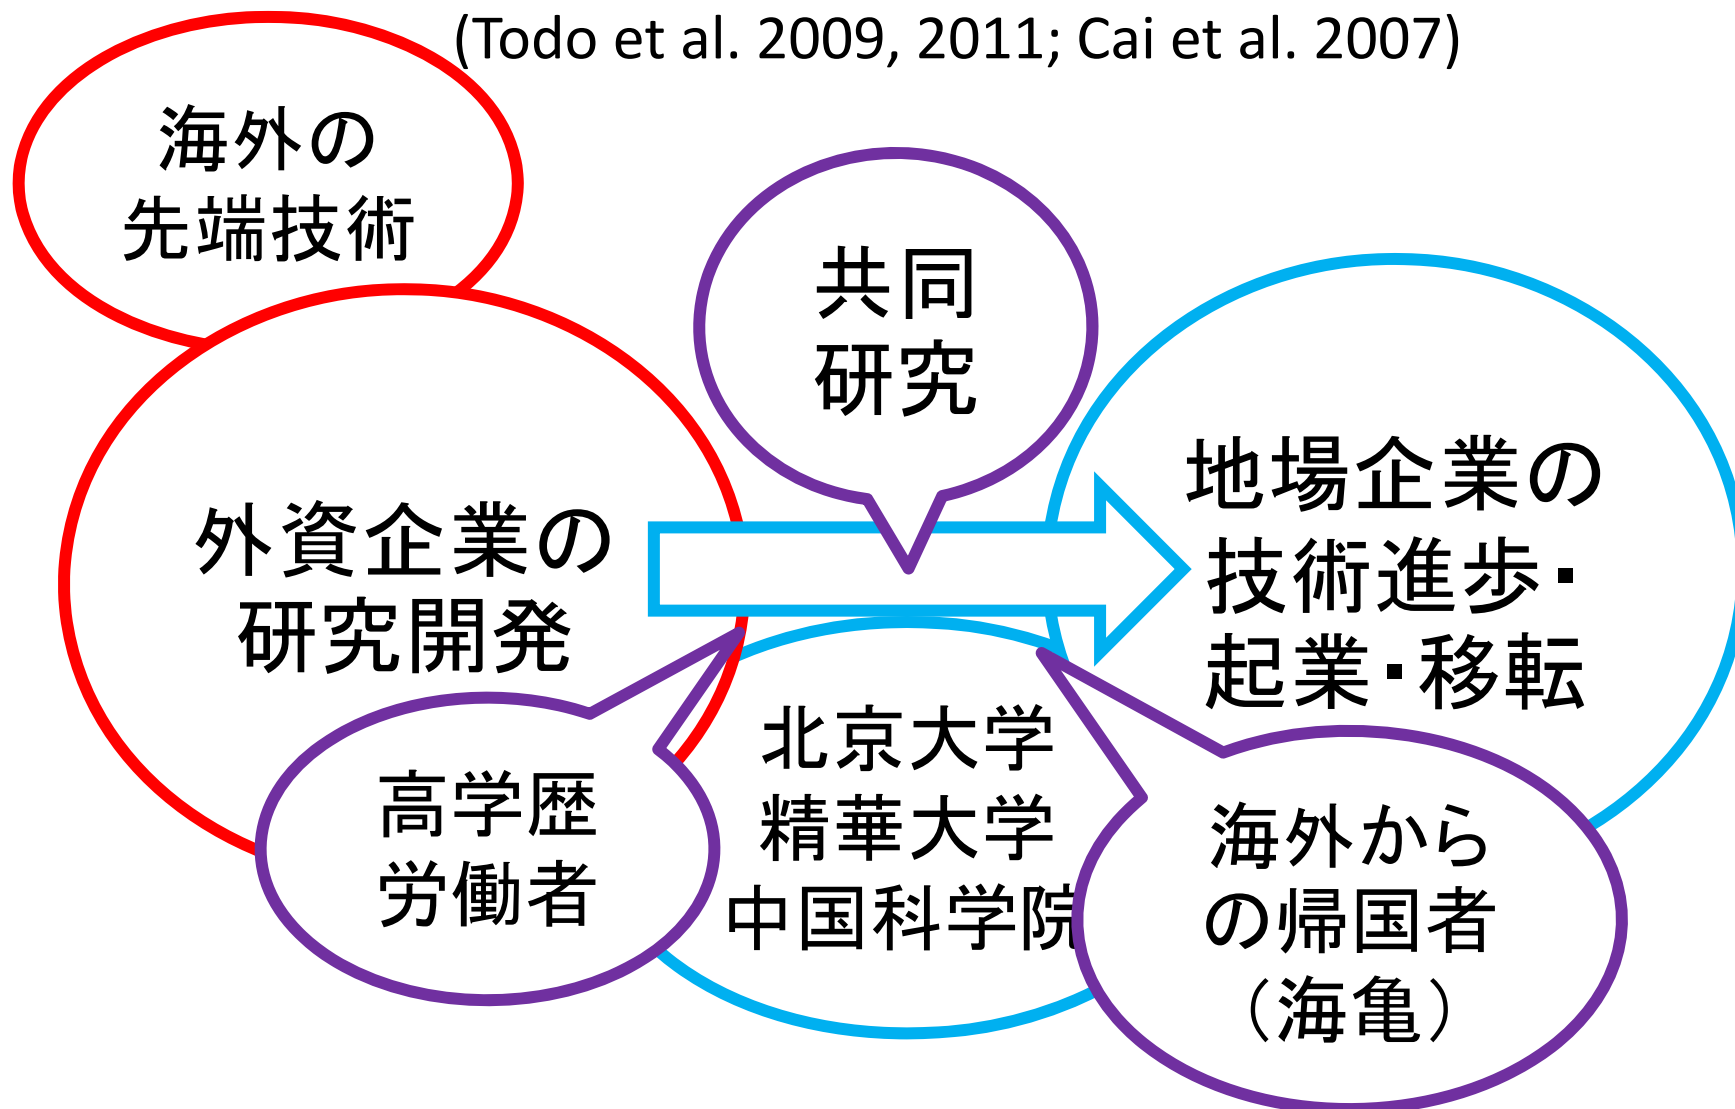 (Todo et al. 2009, 2011; Cai et al. 2007)
海外の
先端技術
共同
研究
外資企業の
研究開発
地場企業の
技術進歩・
起業・移転
高学歴
労働者
北京大学
精華大学
中国科学院
海外から
の帰国者
（海亀）